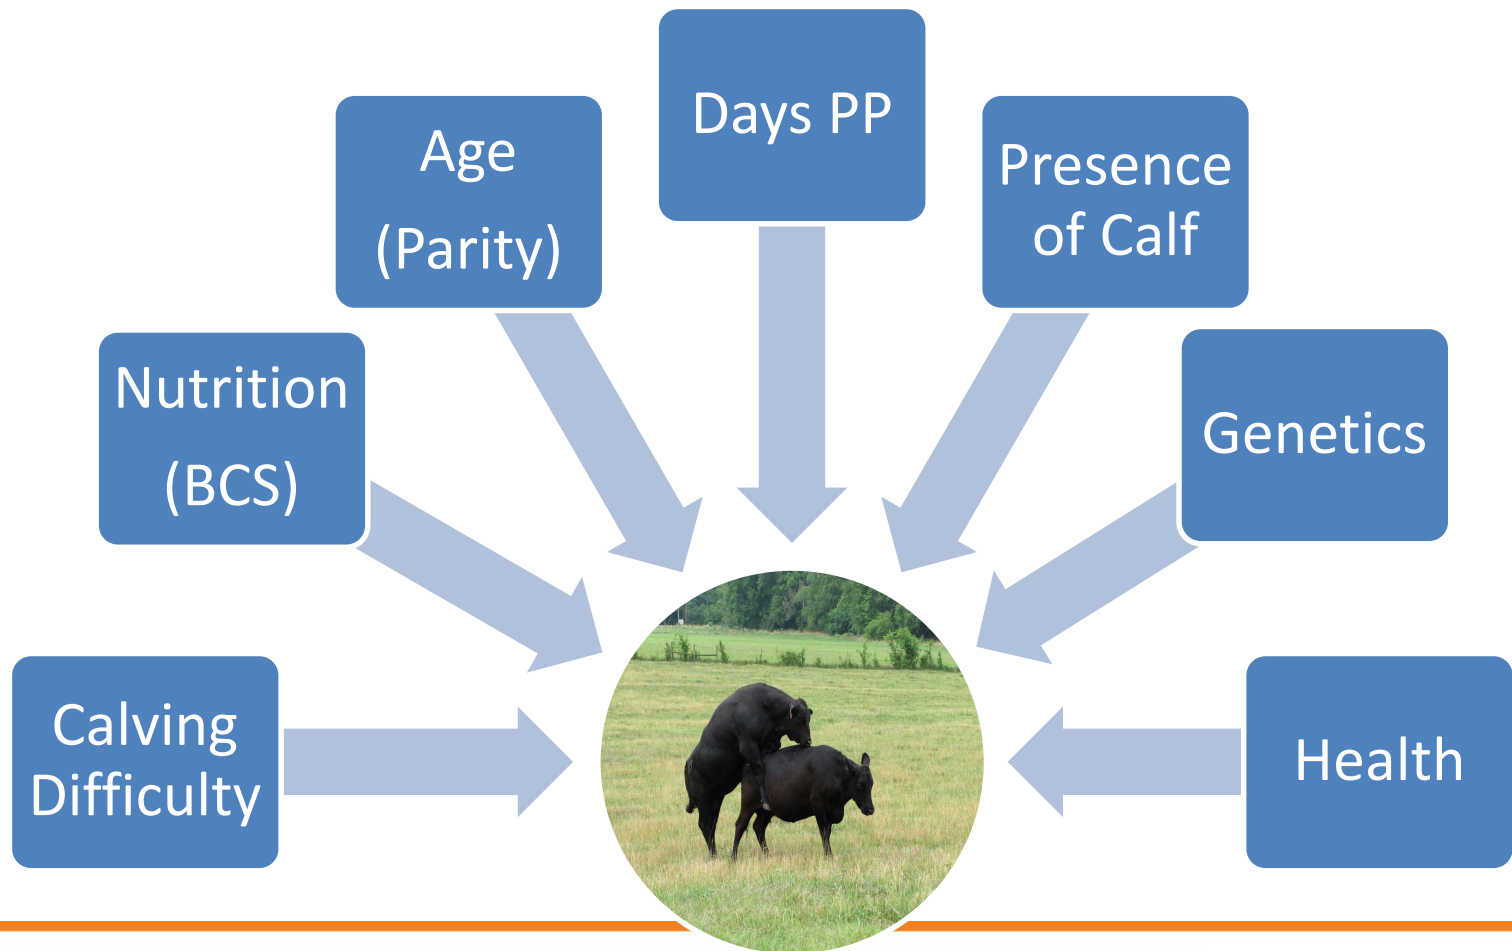 Days PP
Age
(Parity)
Presence
of Calf
Nutrition
(BCS)
Genetics
Calving
Difficulty
Health